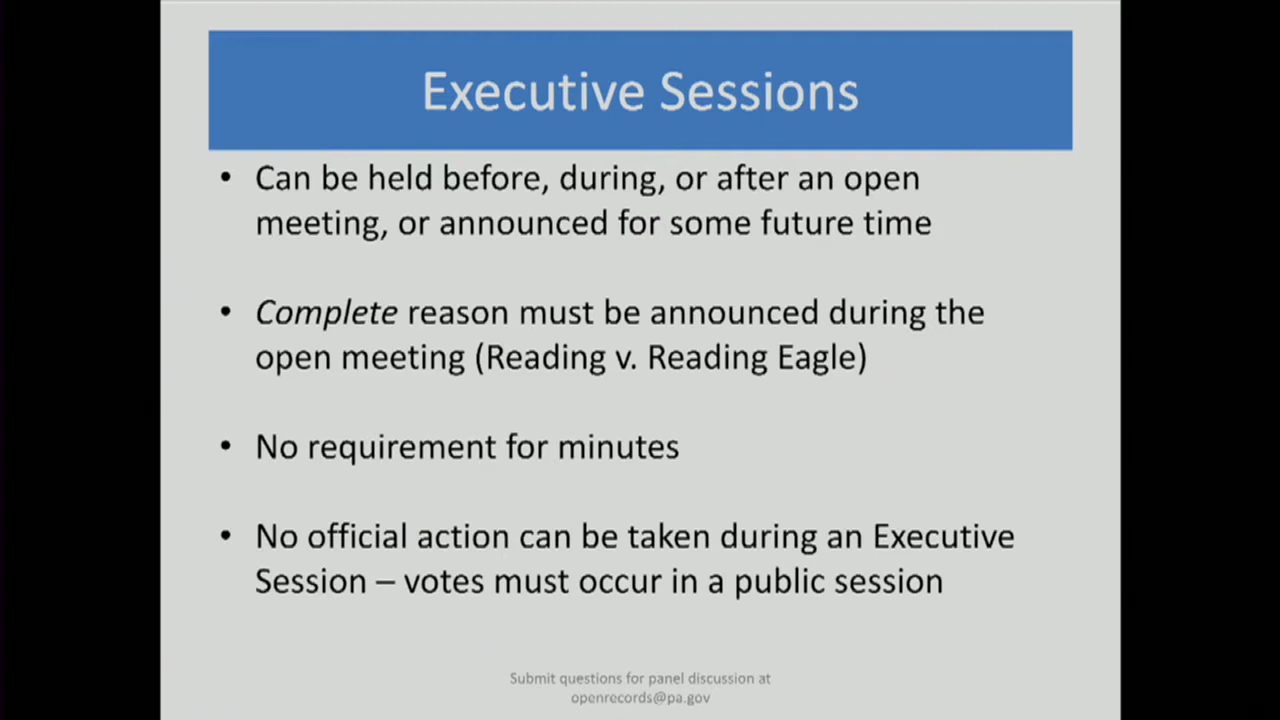 Executive Sessions
• Can be held before, during, or after an open
meeting, or announced for some future time
• Complete reason must be announced during the
open meeting (Reading v. Reading Eagle)
• No requirement for minutes
• No official action can be taken during an Executive
Session – votes must occur in a public session
Submit questions for panel discussion at
openrecords@pa.gov